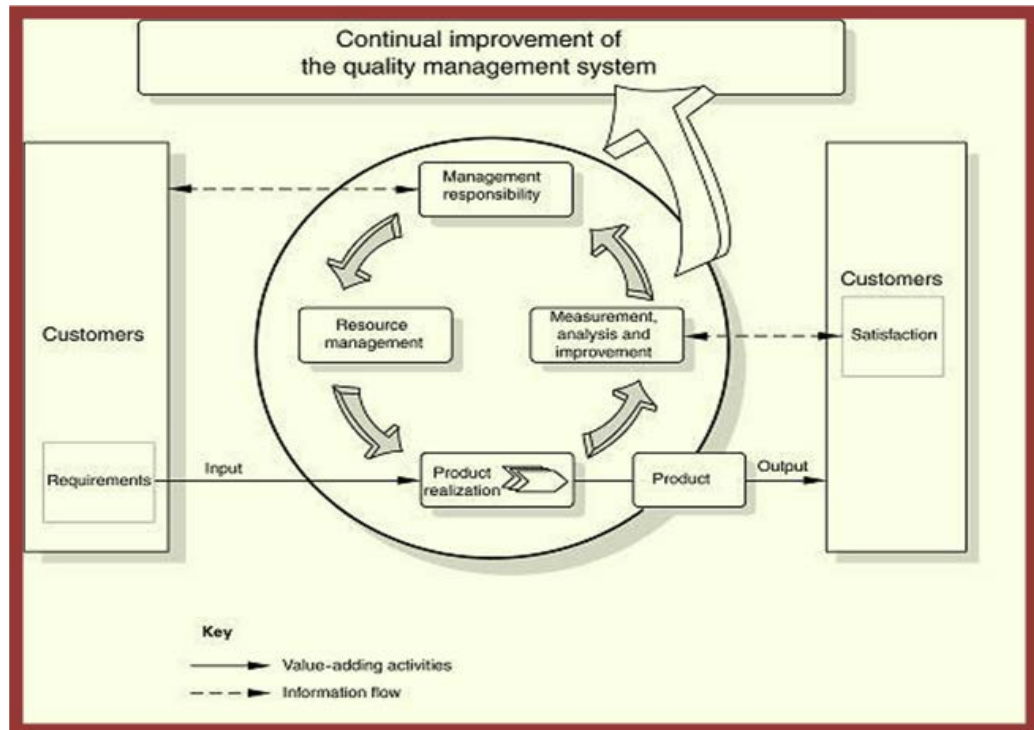 Continual improvement of
the quality management system
Management
responsibility
Customers
Resource
management
Measurement,
analysis and
improvement
Customers
Satisfaction
Requirements
Input
Product
realization
Product
Output
Key
Value-adding activities
Information flow